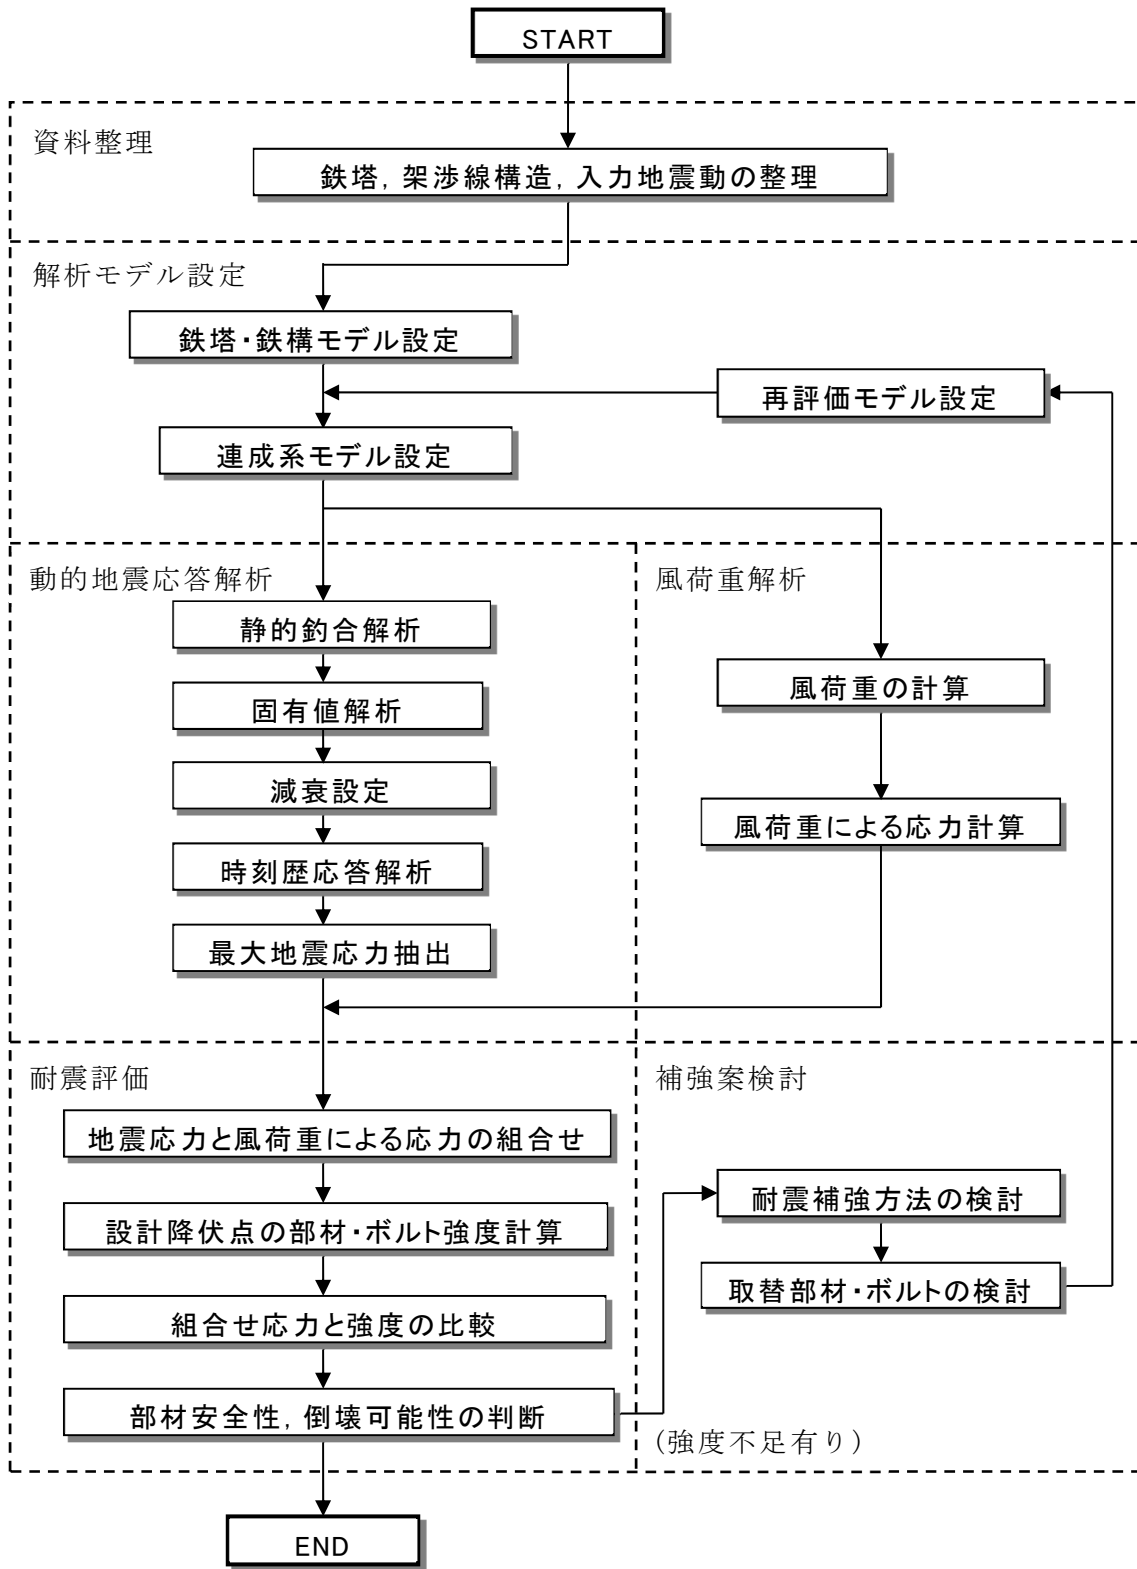 START
資料整理
鉄塔，架渉線構造，入力地震動の整理
解析モデル設定
鉄塔・鉄構モデル設定
再評価モデル設定
連成系モデル設定
動的地震応答解析
静的釣合解析
固有値解析
減衰設定
時刻歴応答解析
最大地震応力抽出
風荷重解析
風荷重の計算
風荷重による応力計算
耐震評価
地震応力と風荷重による応力の組合せ
設計降伏点の部材・ボルト強度計算
組合せ応力と強度の比較
部材安全性，倒壊可能性の判断
補強案検討
耐震補強方法の検討
取替部材・ボルトの検討
(強度不足有り)
END